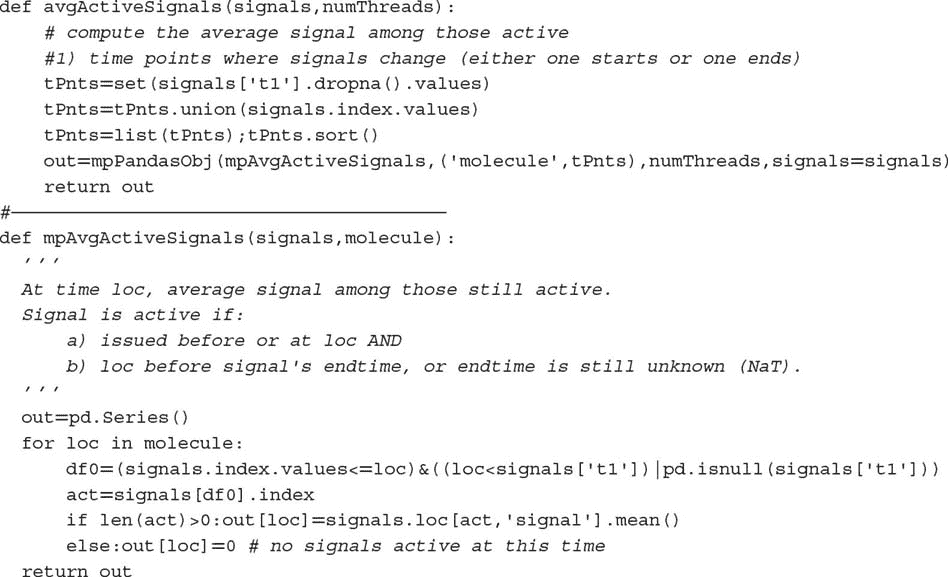 def avgActiveSignals(signals,numThreads):
    # compute the average signal among those active
    #1) time points where signals change (either one starts or one ends)
    tPnts=set(signals['t1'].dropna().values)
    tPnts=tPnts.union(signals.index.values)
    tPnts=list(tPnts);tPnts.sort()
    out=mpPandasObj(mpAvgActiveSignals,('molecule',tPnts),numThreads,signals=signals)
    return out
#———————————————————————————————————————
def mpAvgActiveSignals(signals,molecule):
  '''
  At time loc, average signal among those still active.
  Signal is active if:
      a) issued before or at loc AND
      b) loc before signal's endtime, or endtime is still unknown (NaT).
  '''
  out=pd.Series()
  for loc in molecule:
      df0=(signals.index.values<=loc)&((loc<signals['t1'])|pd.isnull(signals['t1']))
      act=signals[df0].index
      if len(act)>0:out[loc]=signals.loc[act,'signal'].mean()
      else:out[loc]=0 # no signals active at this time
  return out